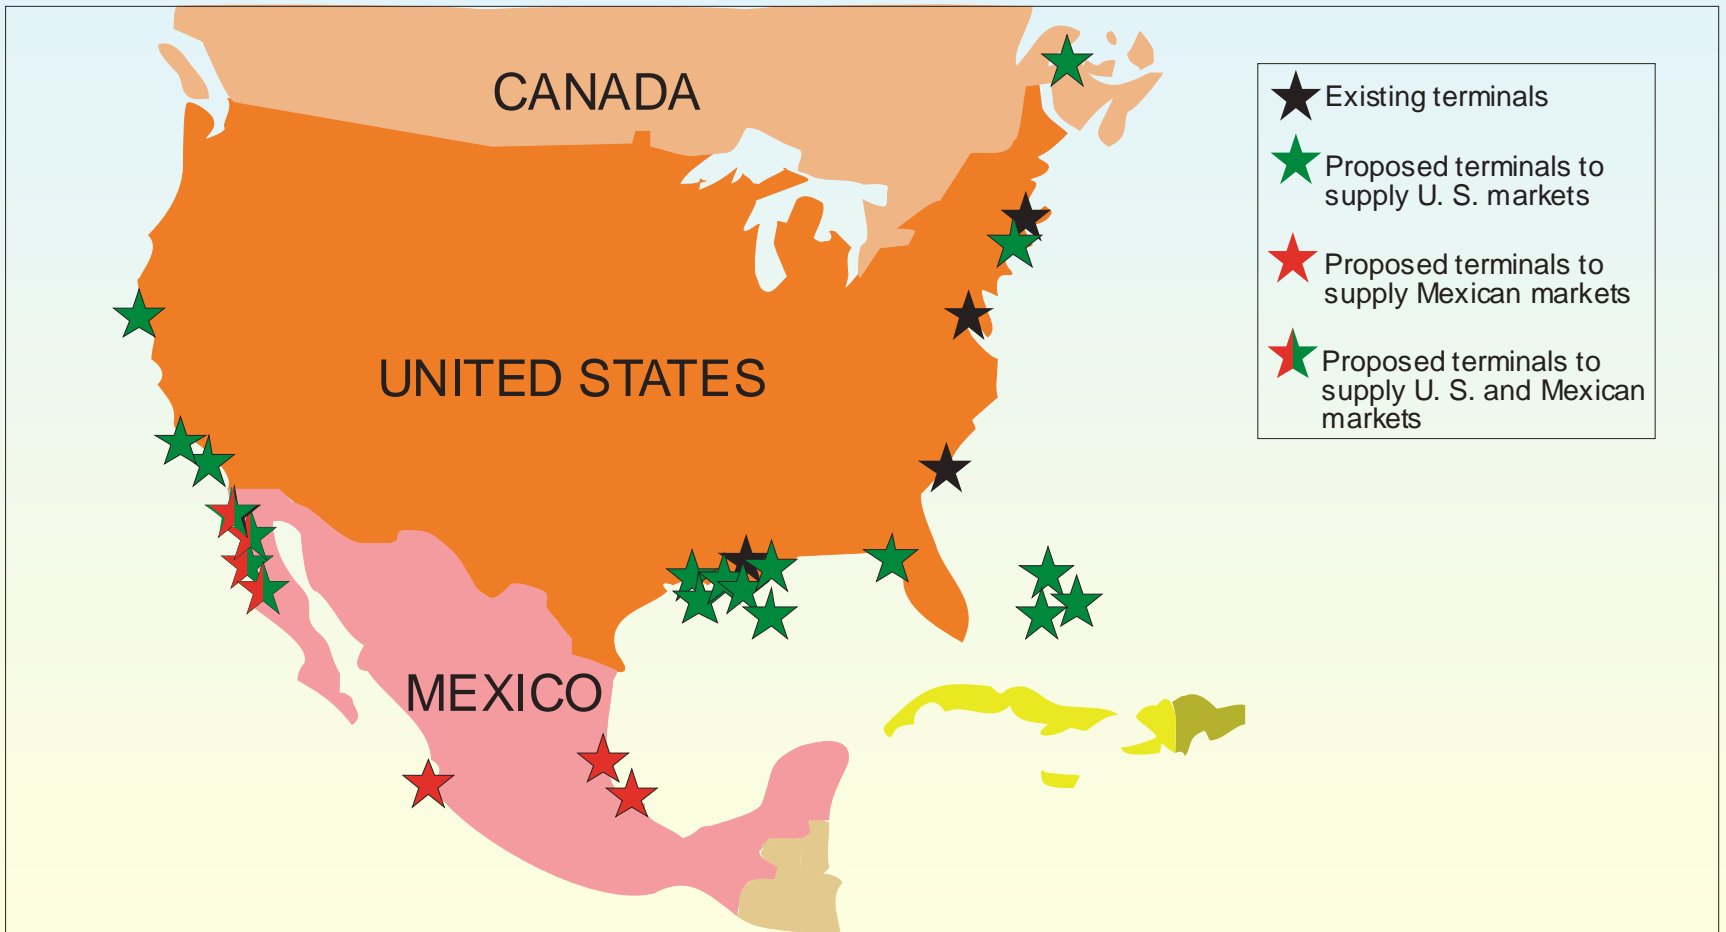 CANADA
UNITED STATES
MEXICO
Existing terminals
Proposed terminals to
supply U. S. markets
Proposed terminals to
supply Mexican markets
Proposed terminals to
supply U. S. and Mexican
markets